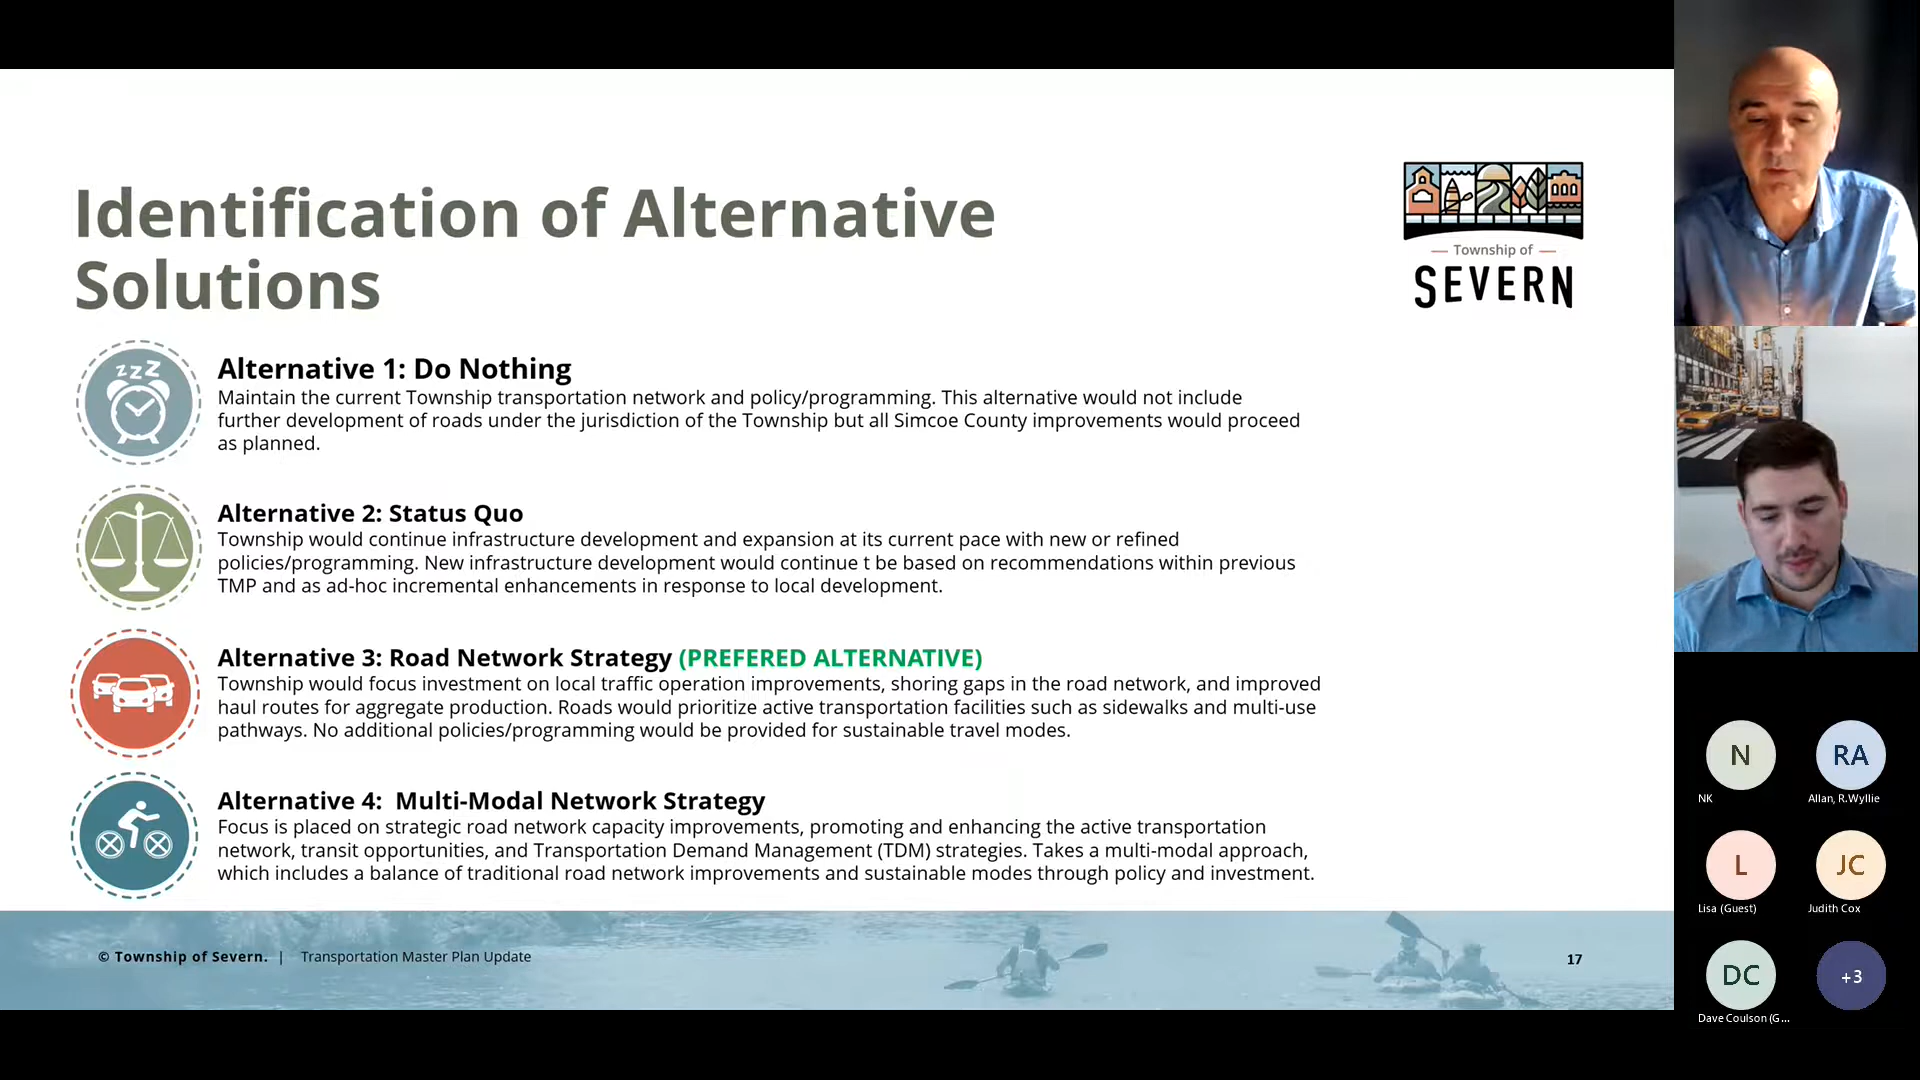 Identification of Alternative
Solutions
Township of
SEVERN
zzZ
Alternative 1: Do Nothing
Maintain the current Township transportation network and policy/programming. This alternative would not include
further development of roads under the jurisdiction of the Township but all Simcoe County improvements would proceed
as planned.
Alternative 2: Status Quo
Township would continue infrastructure development and expansion at its current pace with new or refined
policies/programming. New infrastructure development would continue t be based on recommendations within previous
TMP and as ad-hoc incremental enhancements in response to local development.
Alternative 3: Road Network Strategy (PREFERED ALTERNATIVE)
Township would focus investment on local traffic operation improvements, shoring gaps in the road network, and improved
haul routes for aggregate production. Roads would prioritize active transportation facilities such as sidewalks and multi-use
pathways. No additional policies/programming would be provided for sustainable travel modes.
Alternative 4: Multi-Modal Network Strategy
Focus is placed on strategic road network capacity improvements, promoting and enhancing the active transportation
network, transit opportunities, and Transportation Demand Management (TDM) strategies. Takes a multi-modal approach,
which includes a balance of traditional road network improvements and sustainable modes through policy and investment.
© Township of Severn. | Transportation Master Plan Update
17
N
NK
RA
Allan, R.Wyllie
L
Lisa (Guest)
JC
Judith Cox
DC
Dave Coulson (G...
+3